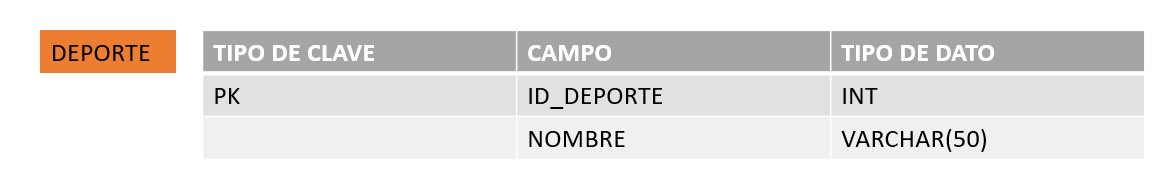 DEPORTE
TIPO DE CLAVE CAMPO TIPO DE DATO
PK ID_DEPORTE INT
NOMBRE VARCHAR(50)